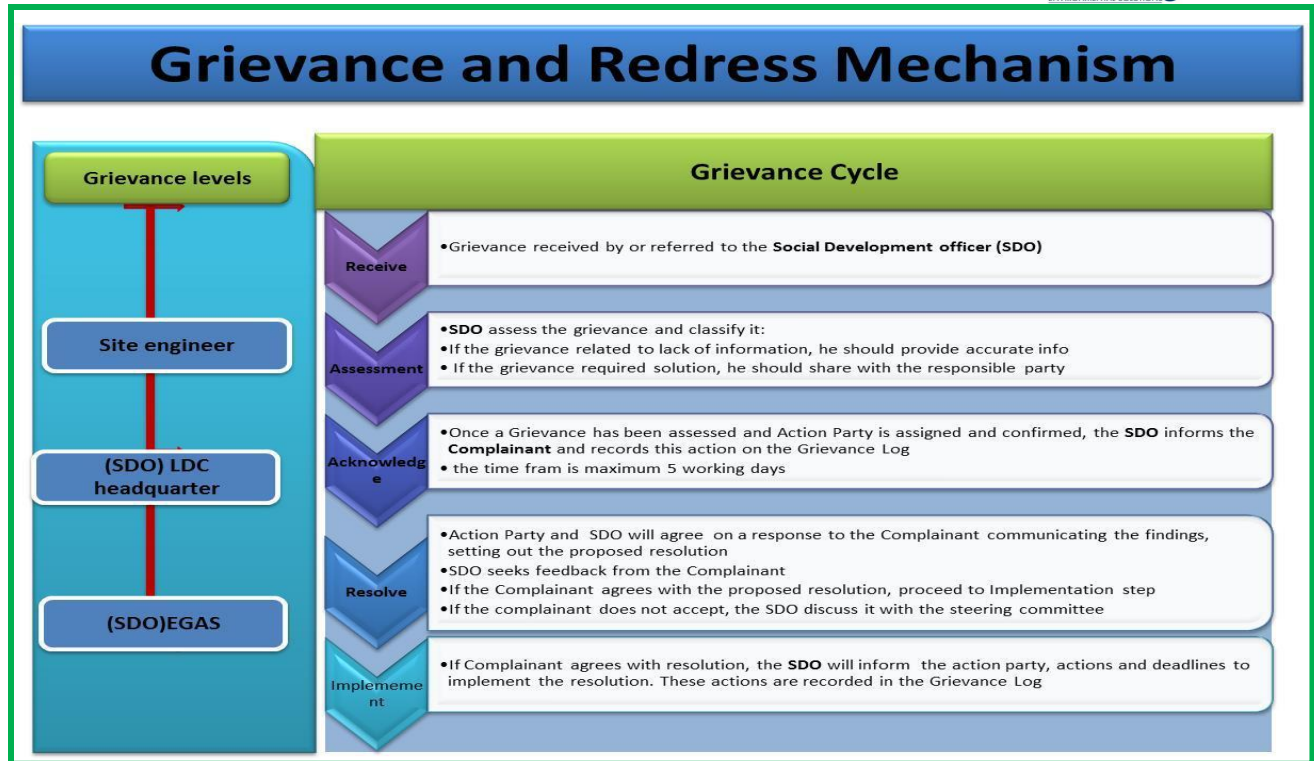 Grievance and Redress Mechanism
Grievance levels
Site engineer
(SDO) LDC
headquarter
(SDO)EGAS
Grievance Cycle
Receive
•Grievance received by or referred to the Social Development officer (SDO)
Assessment
•SDO assess the grievance and classify it:
•If the grievance related to lack of information, he should provide accurate info
• If the grievance required solution, he should share with the responsible party
Acknowledg
e
•Once a Grievance has been assessed and Action Party is assigned and confirmed, the SDO informs the
Complainant and records this action on the Grievance Log
• the time fram is maximum 5 working days
Resolve
•Action Party and SDO will agree on a response to the Complainant communicating the findings,
setting out the proposed resolution
•SDO seeks feedback from the Complainant
•If the Complainant agrees with the proposed resolution, proceed to Implementation step
•If the complainant does not accept, the SDO discuss it with the steering committee
Implememe
nt
•If Complainant agrees with resolution, the SDO will inform the action party, actions and deadlines to
implement the resolution. These actions are recorded in the Grievance Log